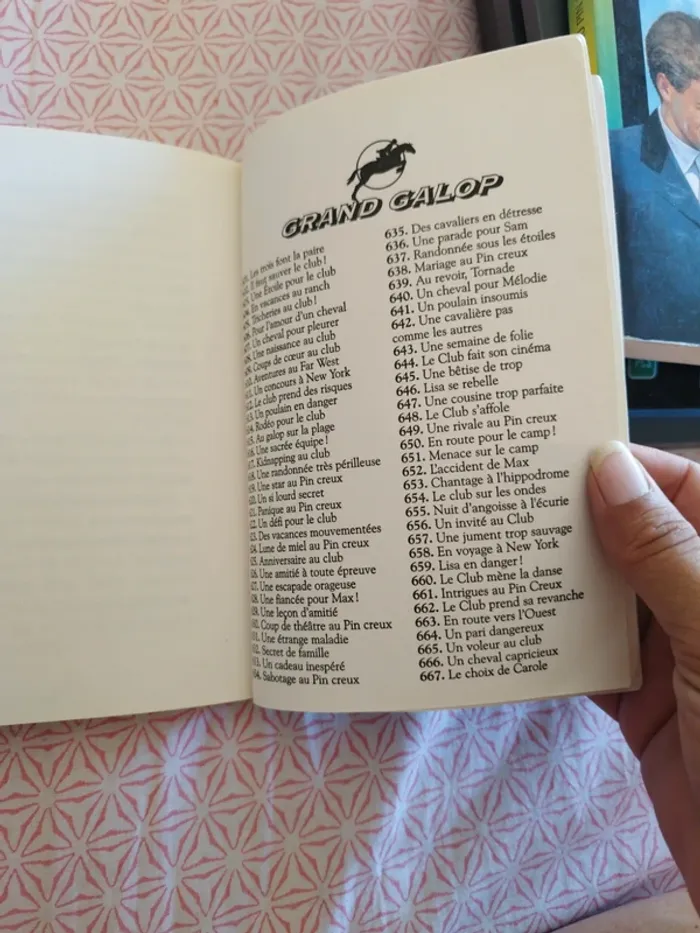 GRAND GALOP
Les trois font la paire
Il faut sauver le club !
Une Étoile pour le club
En vacances au ranch
Tricheries au club !
Pour l'amour d'un cheval
Un cheval pour pleurer
Une naissance au club
Coups de cœur au club
Aventures au Far West
Un concours à New York
Le club prend des risques
Un poulain en danger
Rodéo pour le club
Au galop sur la plage
Une sacrée équipe !
Kidnapping au club
Une randonnée très périlleuse
Une star au Pin creux
Un si lourd secret
Panique au Pin creux
Un défi pour le club
Des vacances mouvementées
Lune de miel au Pin creux
Anniversaire au club
Une amitié à toute épreuve
Une escapade orageuse
Une fiancée pour Max !
Une leçon d'amitié
Coup de théâtre au Pin creux
Une étrange maladie
Secret de famille
Un cadeau inespéré
Sabotage au Pin creux
635. Des cavaliers en détresse
636. Une parade pour Sam
637. Randonnée sous les étoiles
638. Mariage au Pin creux
639. Au revoir, Tornade
640. Un cheval pour Mélodie
641. Un poulain insoumis
642. Une cavalière pas
comme les autres
643. Une semaine de folie
644. Le Club fait son cinéma
645. Une bêtise de trop
646. Lisa se rebelle
647. Une cousine trop parfaite
648. Le Club s'affole
649. Une rivale au Pin creux
650. En route pour le camp !
651. Menace sur le camp
652. L'accident de Max
653. Chantage à l'hippodrome
654. Le club sur les ondes
655. Nuit d'angoisse à l'écurie
656. Un invité au Club
657. Une jument trop sauvage
658. En voyage à New York
659. Lisa en danger !
660. Le Club mène la danse
661. Intrigues au Pin Creux
662. Le Club prend sa revanche
663. En route vers l'Ouest
664. Un pari dangereux
665. Un voleur au club
666. Un cheval capricieux
667. Le choix de Carole